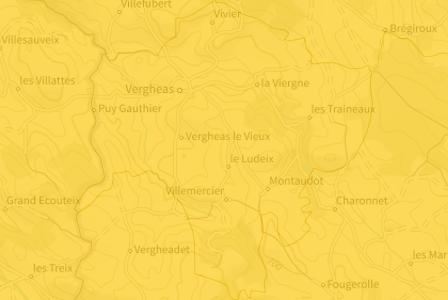 Villefubert
Vivier
Brégiroux
Villesauveix
les Villattes
la Viergne
Vergheas
Puy Gauthier
les Traineaux
Vergheas le Vieux
le Ludeix
Montaudot
Villemercier
Grand Ecouteix
Charonnet
Vergheadet
les Mar
les Treix
Fougerolle